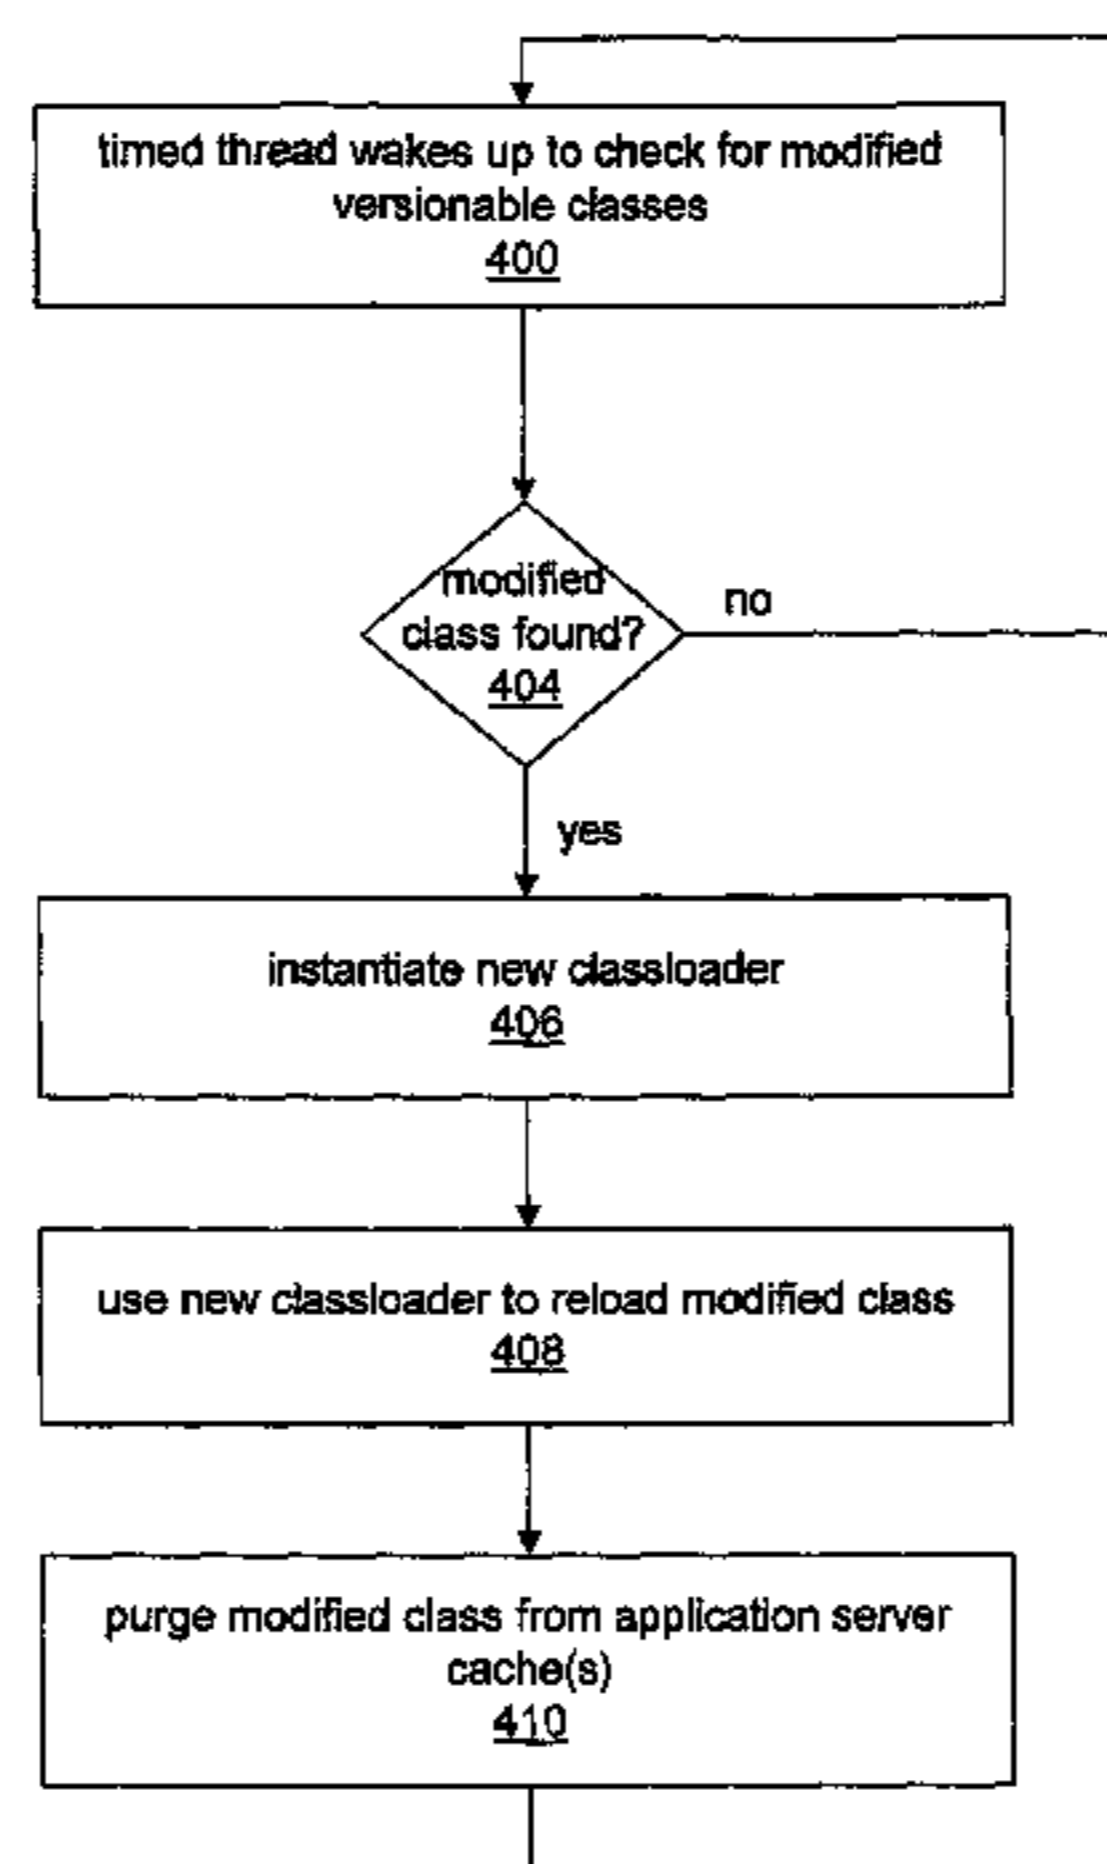 timed thread wakes up to check for modified
versionable classes
400
modified
class found?
404
no
yes
instantiate new classloader
406
use new classloader to reload modified class
408
purge modified class from application server
cache(s)
410